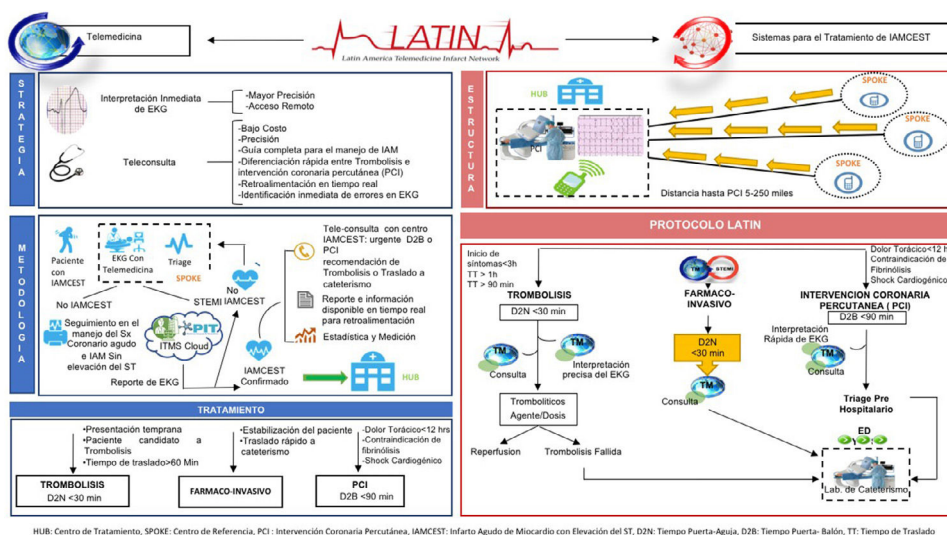 Telemedicina
LATIN
Latin America Telemedicine Infarct Network
Sistemas para el Tratamiento de IAMCEST
STRATEGIA
Interpretación Inmediata
de EKG
-Mayor Precisión
-Acceso Remoto
Teleconsulta
-Bajo Costo
-Precisión
-Guía completa para el manejo de IAM
-Diferenciación rápida entre Trombolisis e
intervención coronaria percutánea (PCI)
-Retroalimentación en tiempo real
-Identificación inmediata de errores en EKG
ESTRUCTURA
HUB
PCI
SPOKE
SPOKE
SPOKE
Distancia hasta PCI 5-250 miles
METODOLOGIA
Paciente
con
IAMCEST
EKG Con
Telemedicina
Triage
SPOKE
No IAMCEST
STEMI
No
IAMCEST
Seguimiento en el
manejo del Sx
Coronario agudo
e IAM Sin
elevación del ST
PIT
ITMS Cloud
Reporte de EKG
IAMCEST
Confirmado
HUB
Tele-consulta con centro
IAMCEST: urgente D2B o
PCI
recomendación de
Trombolisis o Traslado a
cateterismo
Reporte e información
disponible en tiempo real
para retroalimentación
Estadística y Medición
TRATAMIENTO
•Presentación temprana
•Paciente candidato a
Trombolisis
•Tiempo de traslado>60 Min
•Estabilización del paciente
•Traslado rápido a
cateterismo
-Dolor Torácico<12 hrs
-Contraindicación de
fibrinólisis
-Shock Cardiogénico
TROMBOLISIS
D2N <30 min
FARMACO-INVASIVO
PCI
D2B <90 min
PROTOCOLO LATIN
Inicio de
síntomas<3h
TT > 1h
TT > 90 min
TROMBOLISIS
D2N <30 min
TM
Consulta
TM
Interpretación
precisa del EKG
Tromboliticos
Agente/Dosis
Reperfusion
Trombolisis Fallida
TM
STEMI
FARMACO-
INVASIVO
D2N
<30 min
TM
Consulta
Dolor Torácico<12 h
Contraindicación de
Fibrinólisis
Shock Cardiogénico
INTERVENCION CORONARIA
PERCUTANEA ( PCI)
D2B <90 min
Interpretación
Rápida de EKG
TM
Consulta
Triage Pre
Hospitalario
ED
Lab. de Cateterismo
HUB: Centro de Tratamiento, SPOKE: Centro de Referencia, PCI : Intervención Coronaria Percutánea, IAMCEST: Infarto Agudo de Miocardio con Elevación del ST, D2N: Tiempo Puerta-Aguja, D2B: Tiempo Puerta- Balón, TT: Tiempo de Traslado